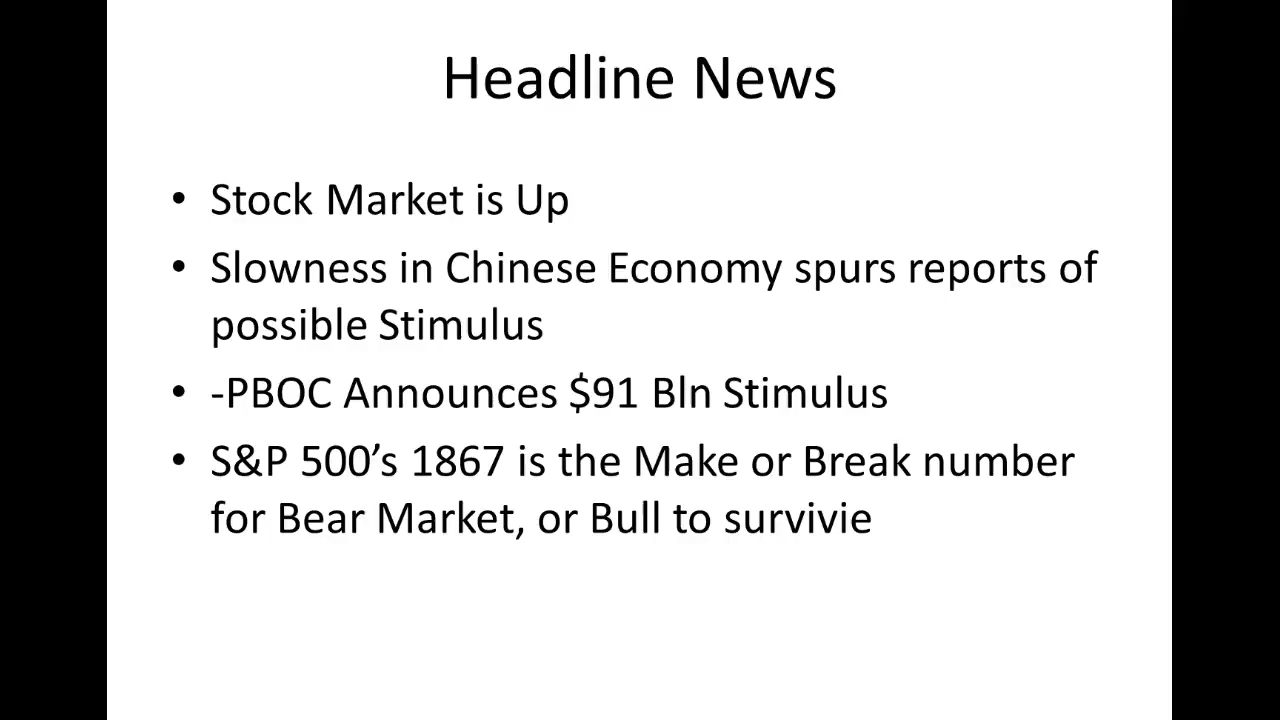 Headline News
• Stock Market is Up
• Slowness in Chinese Economy spurs reports of
possible Stimulus
• -PBOC Announces $91 Bln Stimulus
• S&P 500’s 1867 is the Make or Break number
for Bear Market, or Bull to survivie